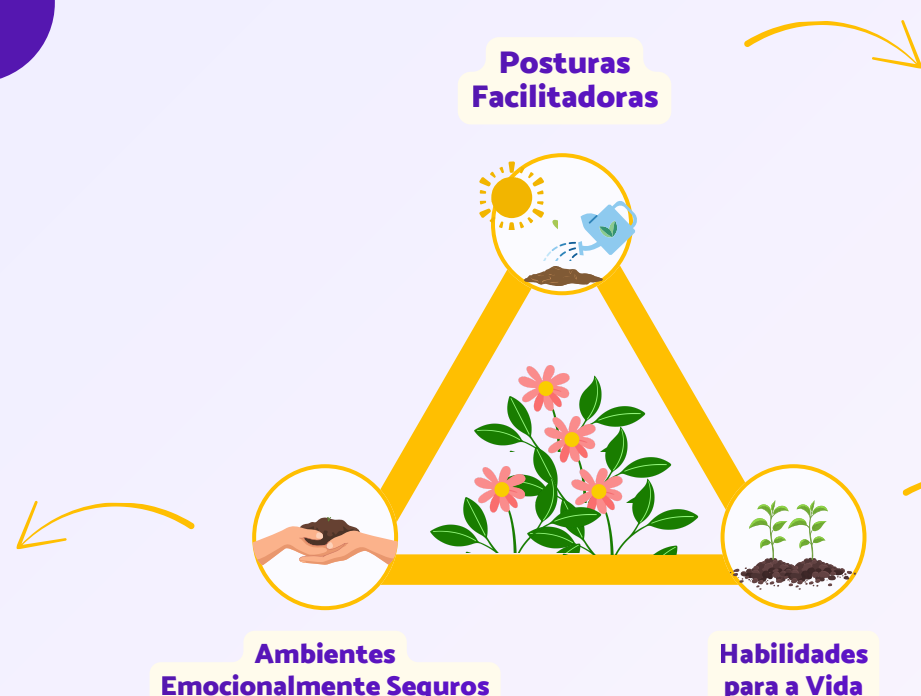 Posturas
Facilitadoras
Ambientes
Emocionalmente Seguros
Habilidades
para a Vida